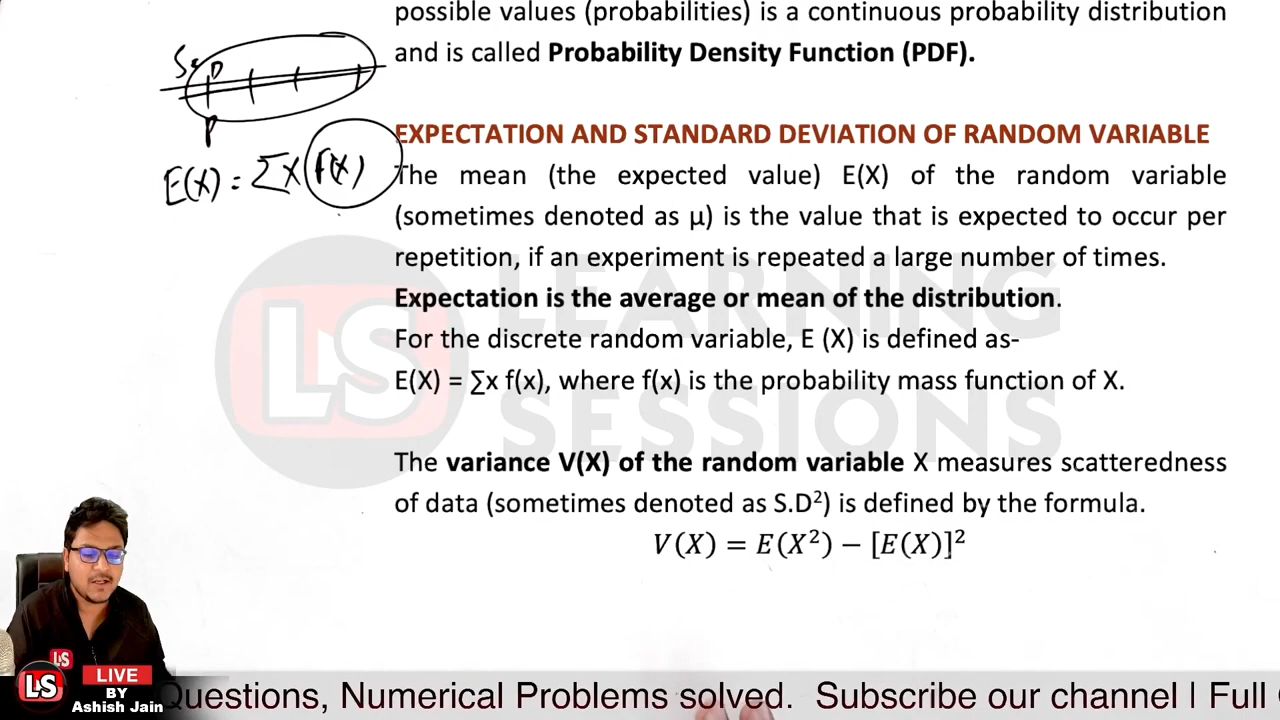 possible values (probabilities) is a continuous probability distribution
and is called Probability Density Function (PDF).
E(X) = ∑X f(X)
EXPECTATION AND STANDARD DEVIATION OF RANDOM VARIABLE
The mean (the expected value) E(X) of the random variable
(sometimes denoted as μ) is the value that is expected to occur per
repetition, if an experiment is repeated a large number of times.
Expectation is the average or mean of the distribution.
For the discrete random variable, E (X) is defined as-
E(X) = ∑x f(x), where f(x) is the probability mass function of X.
The variance V(X) of the random variable X measures scatteredness
of data (sometimes denoted as S.D²) is defined by the formula.
V(X) = E(X²) − [E(X)]²
LS LEARNING
SESSIONS
LS
LS
LIVE
BY
Ashish Jain
Questions, Numerical Problems solved. Subscribe our channel l Full